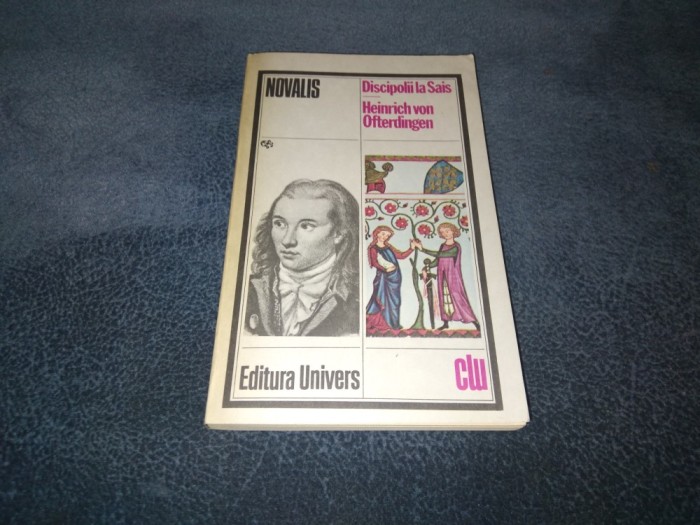 NOVALIS
Discipolii la Sais
Heinrich von
Ofterdingen
Editura Univers
clu